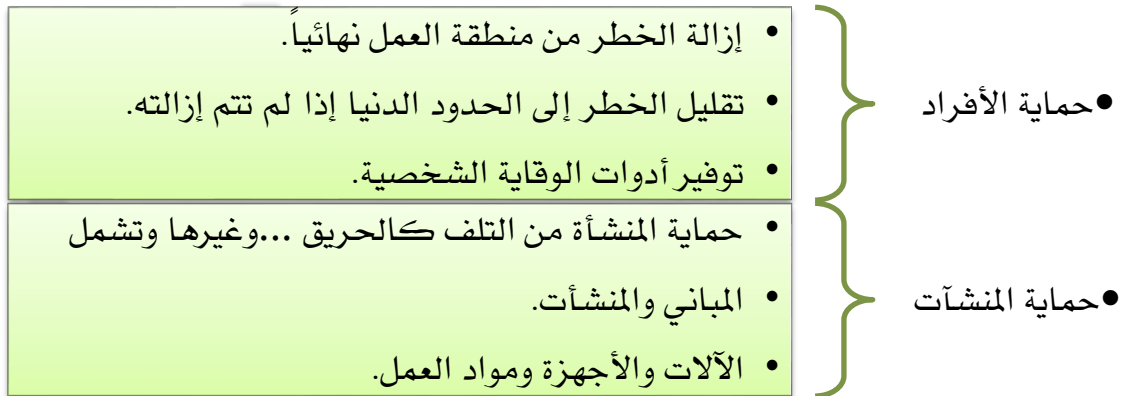 ●حماية الأفراد
• إزالة الخطر من منطقة العمل نهائياً.
• تقليل الخطر إلى الحدود الدنيا إذا لم تتم إزالته.
• توفير أدوات الوقاية الشخصية.
●حماية المنشآت
• حماية المنشأة من التلف كالحريق ...وغيرها وتشمل
• المباني والمنشأت.
• الآلات والأجهزة ومواد العمل.